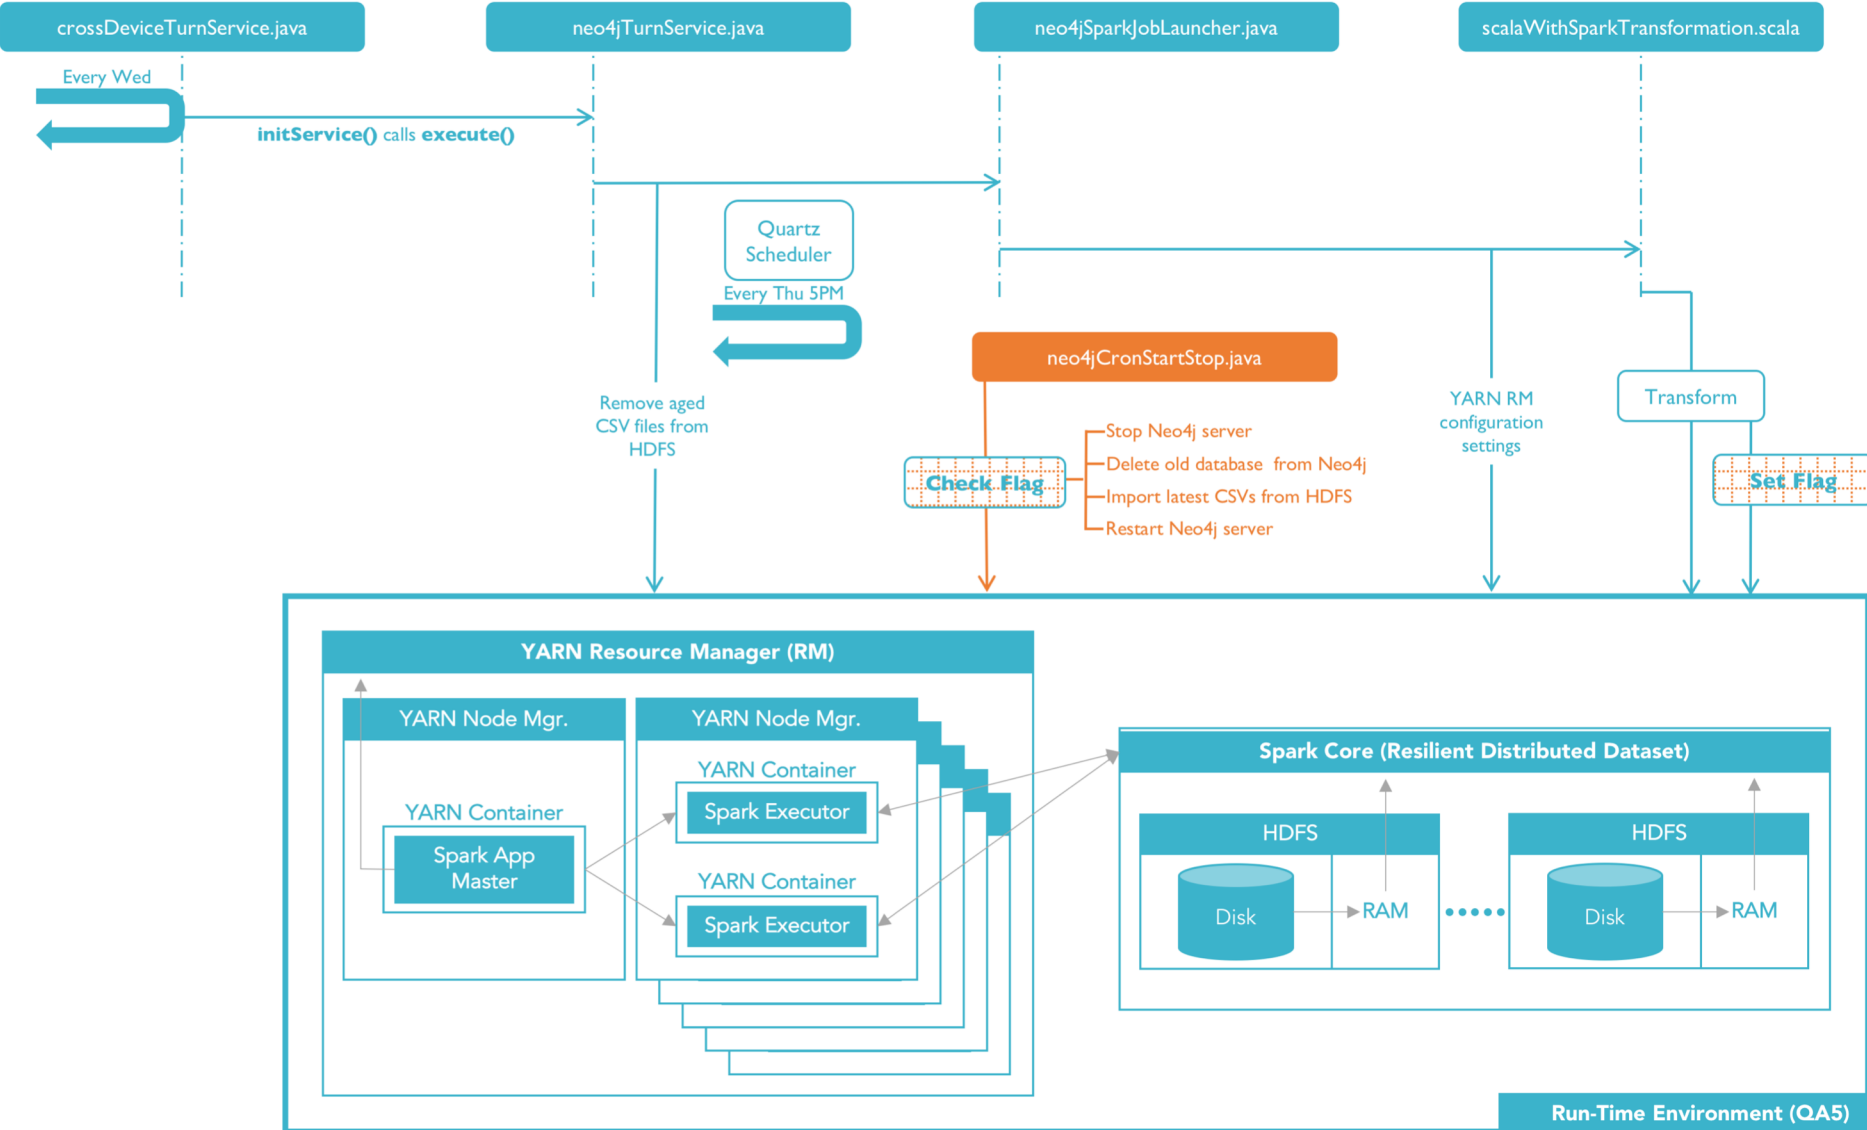 crossDeviceTurnService.java
neo4jTurnService.java
neo4jSparkJobLauncher.java
scalaWithSparkTransformation.scala
Every Wed
initService() calls execute()
Quartz
Scheduler
Every Thu 5PM
neo4jCronStartStop.java
Remove aged
CSV files from
HDFS
Check Flag
Stop Neo4j server
Delete old database from Neo4j
Import latest CSVs from HDFS
Restart Neo4j server
YARN RM
configuration
settings
Transform
Set Flag
YARN Resource Manager (RM)
YARN Node Mgr.
YARN Container
Spark App
Master
YARN Node Mgr.
YARN Container
Spark Executor
YARN Container
Spark Executor
Spark Core (Resilient Distributed Dataset)
HDFS
Disk
RAM
HDFS
Disk
RAM
Run-Time Environment (QA5)